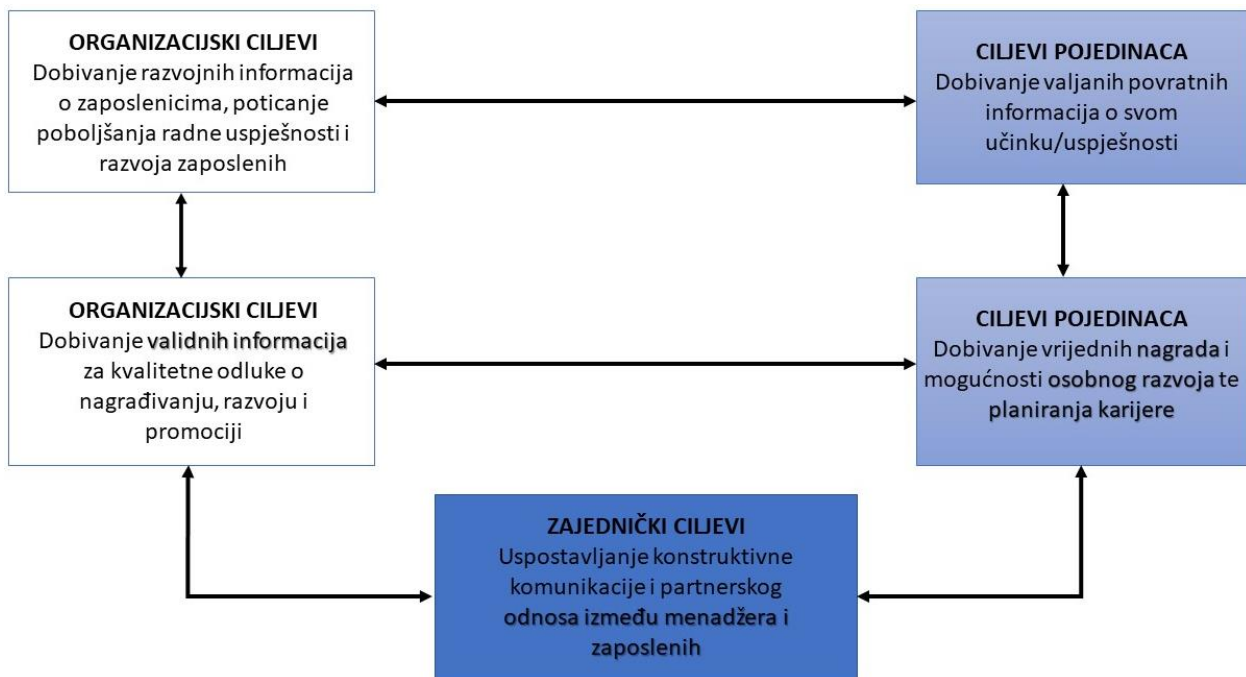 ORGANIZACIJSKI CILJEVI
Dobivanje razvojnih informacija
o zaposlenicima, poticanje
poboljšanja radne uspješnosti i
razvoja zaposlenih
CILJEVI POJEDINACA
Dobivanje valjanih povratnih
informacija o svom
učinku/uspješnosti
ORGANIZACIJSKI CILJEVI
Dobivanje validnih informacija
za kvalitetne odluke o
nagrađivanju, razvoju i
promociji
CILJEVI POJEDINACA
Dobivanje vrijednih nagrada i
mogućnosti osobnog razvoja te
planiranja karijere
ZAJEDNIČKI CILJEVI
Uspostavljanje konstruktivne
komunikacije i partnerskog
odnosa između menadžera i
zaposlenih